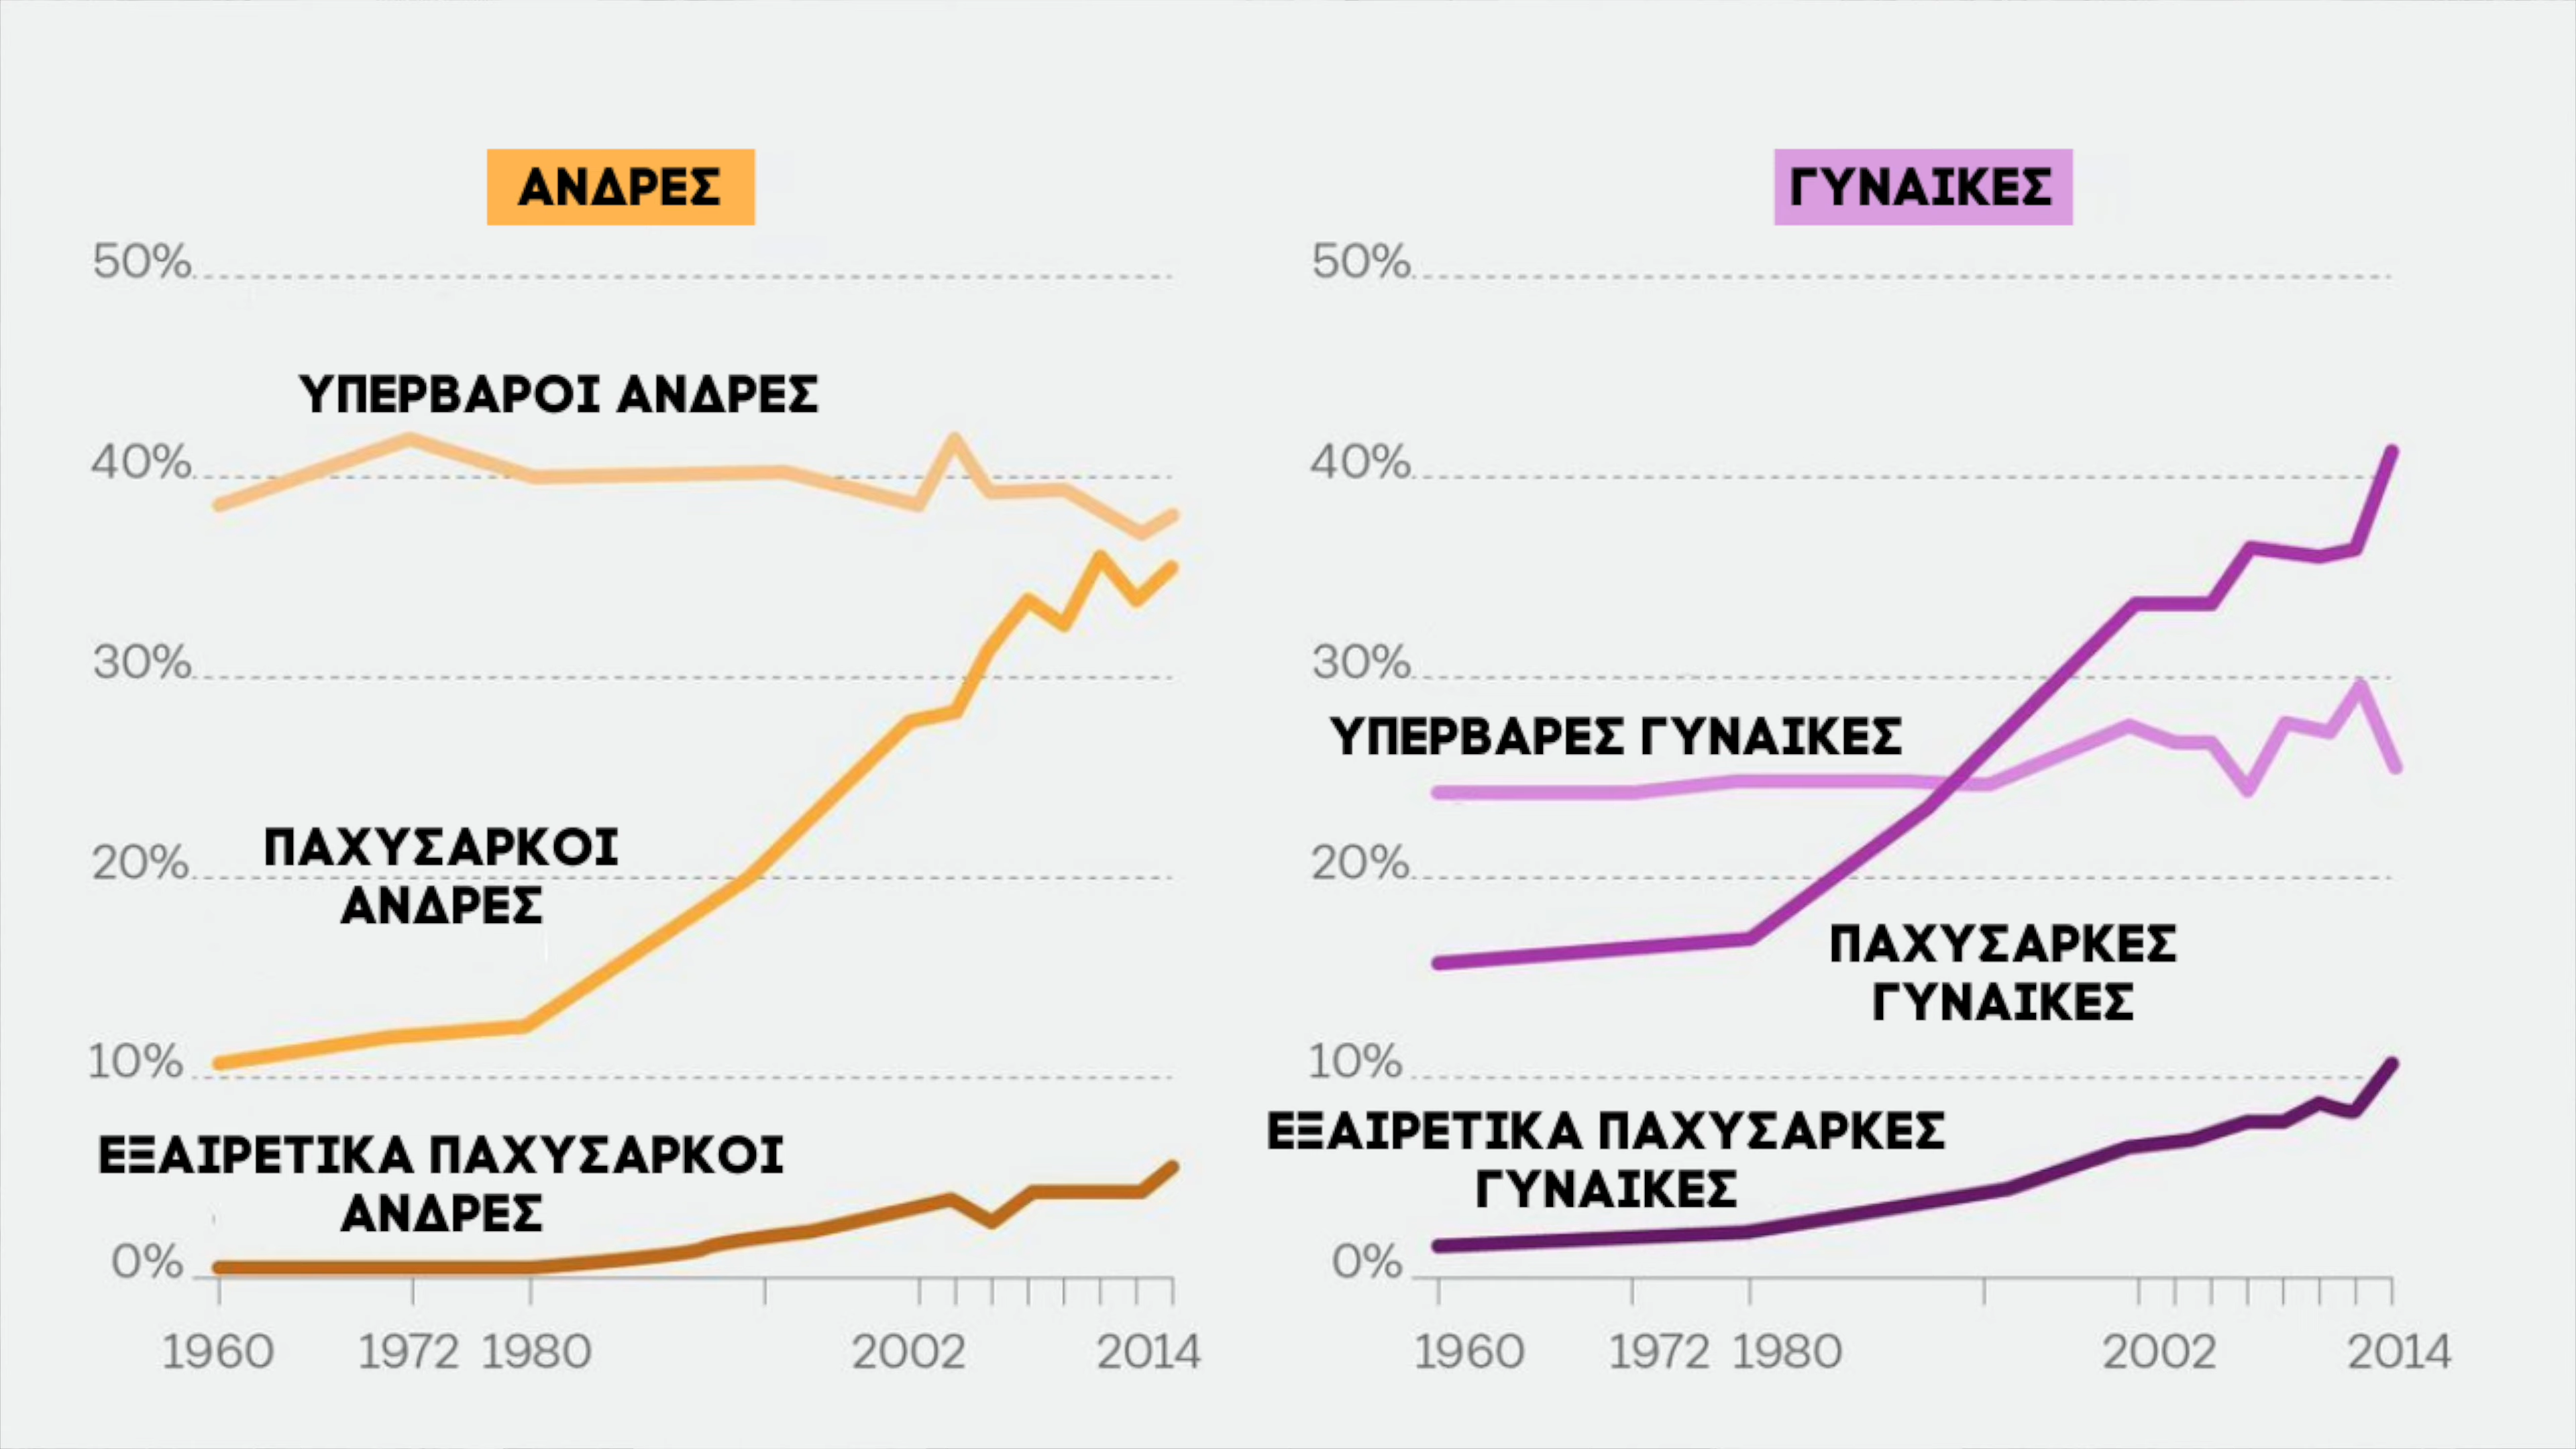 ΑΝΔΡΕΣ
50%
ΥΠΕΡΒΑΡΟΙ ΑΝΔΡΕΣ
40%
30%
ΠΑΧΥΣΑΡΚΟΙ
ΑΝΔΡΕΣ
20%
10%
ΕΞΑΙΡΕΤΙΚΑ ΠΑΧΥΣΑΡΚΟΙ
ΑΝΔΡΕΣ
0%
1960 1972 1980 2002 2014
ΓΥΝΑΙΚΕΣ
50%
40%
30%
ΥΠΕΡΒΑΡΕΣ ΓΥΝΑΙΚΕΣ
20%
ΠΑΧΥΣΑΡΚΕΣ
ΓΥΝΑΙΚΕΣ
10%
ΕΞΑΙΡΕΤΙΚΑ ΠΑΧΥΣΑΡΚΕΣ
ΓΥΝΑΙΚΕΣ
0%
1960 1972 1980 2002 2014